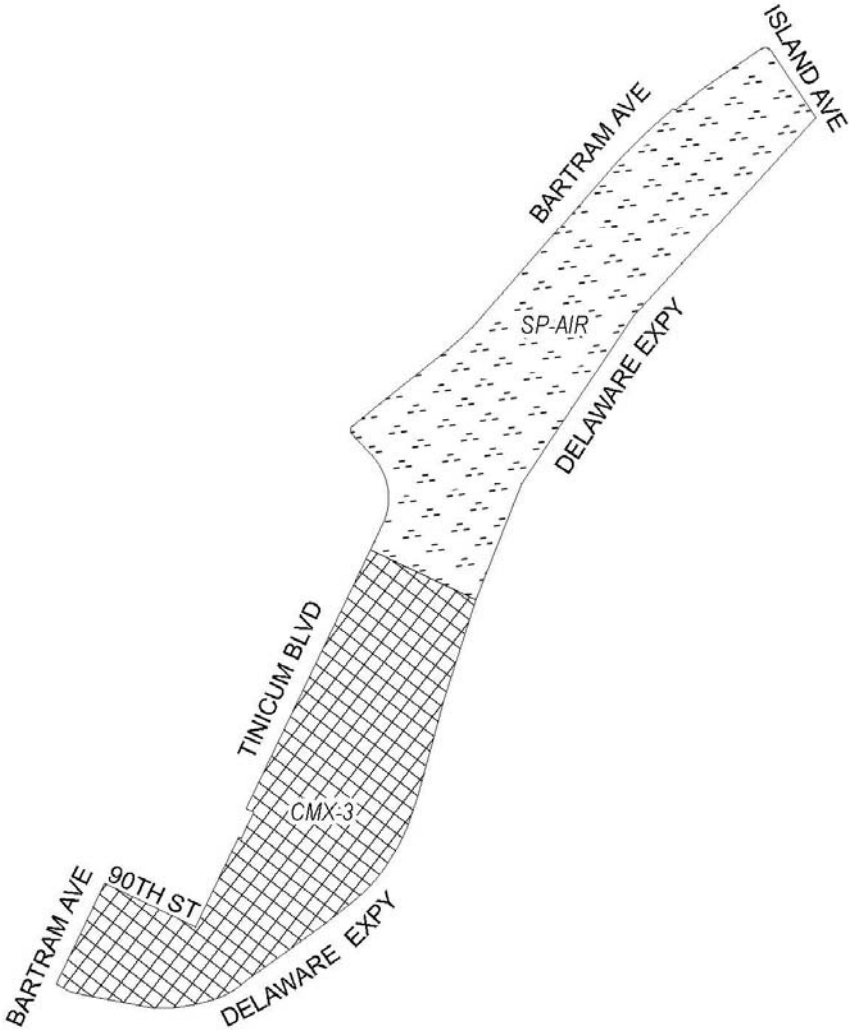 ISLAND AVE
BARTRAM AVE
SP-AIR
DELAWARE EXPY
TINICUM BLVD
CMX-3
90TH ST
BARTRAM AVE
DELAWARE EXPY